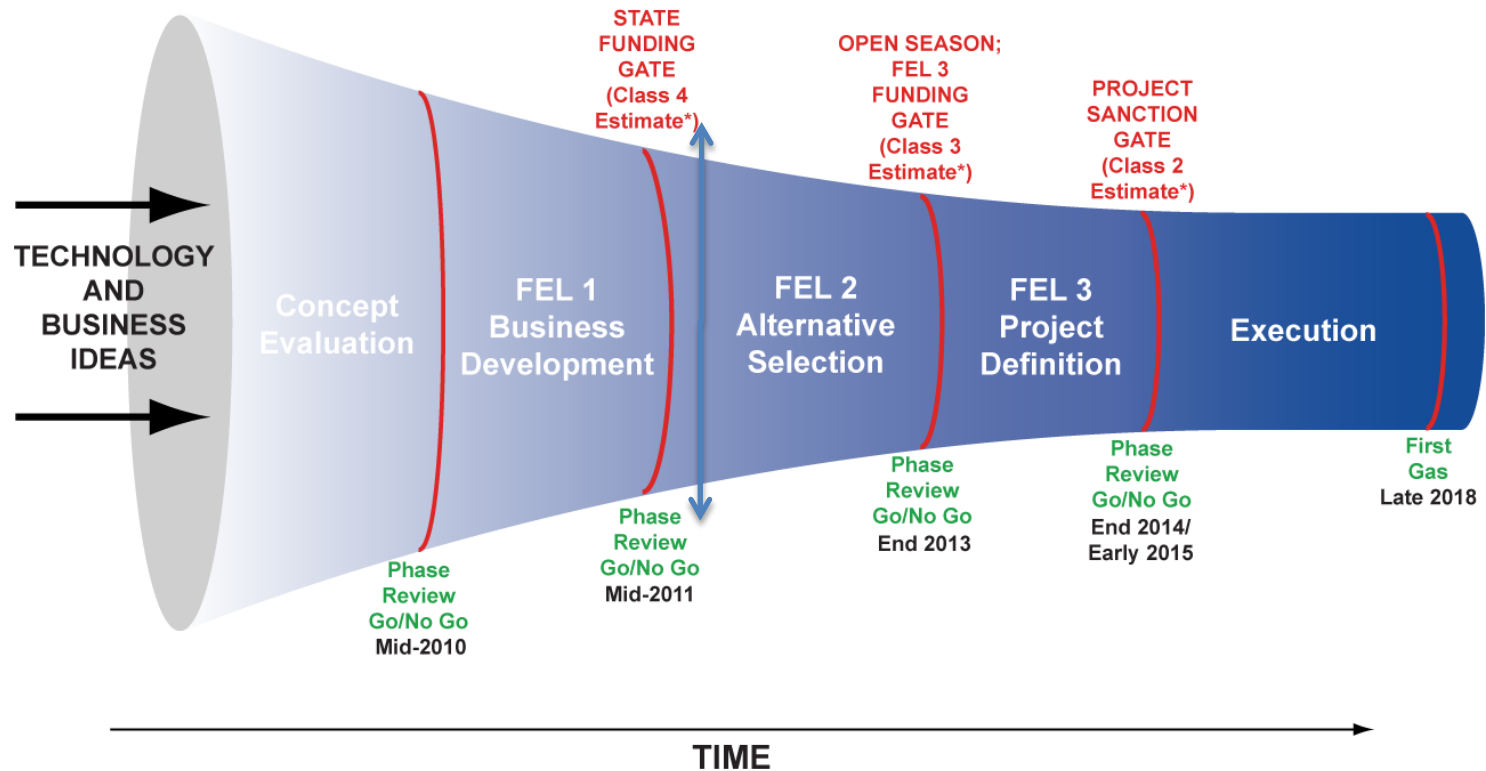 STATE
FUNDING
GATE
(Class 4
Estimate*)
OPEN SEASON;
FEL 3
FUNDING
GATE
(Class 3
Estimate*)
PROJECT
SANCTION
GATE
(Class 2
Estimate*)
TECHNOLOGY
AND
BUSINESS
IDEAS
Concept
Evaluation
FEL 1
Business
Development
FEL 2
Alternative
Selection
FEL 3
Project
Definition
Execution
Phase
Review
Go/No Go
Mid-2010
Phase
Review
Go/No Go
Mid-2011
Phase
Review
Go/No Go
End 2013
Phase
Review
Go/No Go
End 2014/
Early 2015
First
Gas
Late 2018
TIME